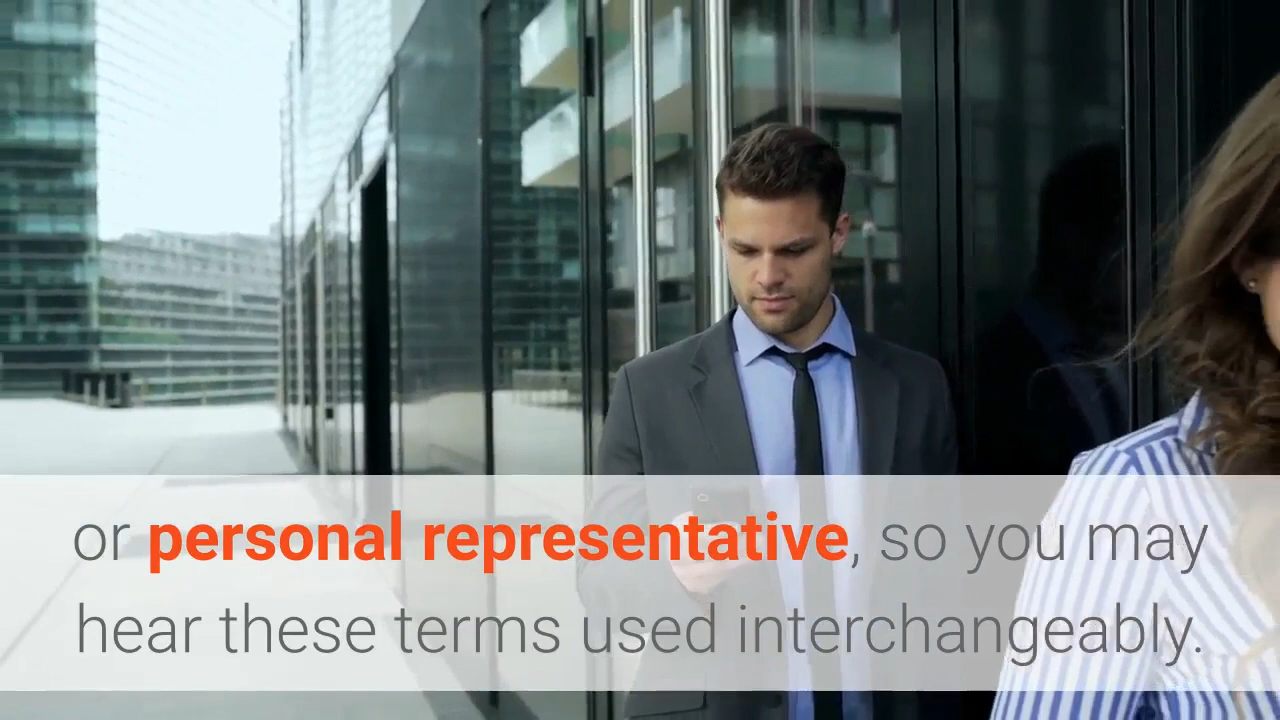 or personal representative, so you may
hear these terms used interchangeably.